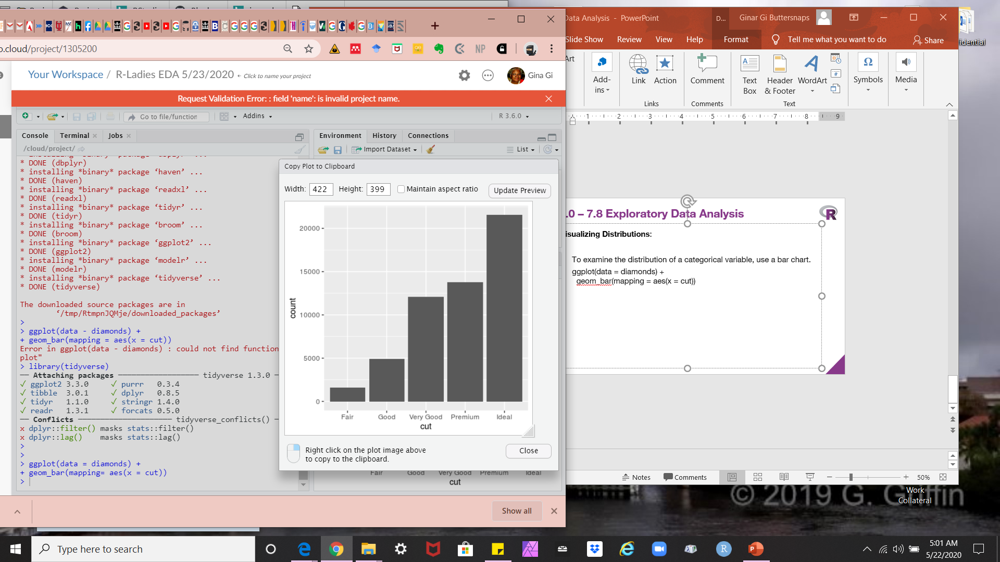 o.cloud/project/1305200
NP
Your Workspace / R-Ladies EDA 5/23/2020 Click to name your project
Gina Gi
Request Validation Error: : field 'name': is invalid project name.
Go to file/function
Addins
R 3.6.0
Console Terminal Jobs
/cloud/project/
* DONE (dbplyr)
* installing *binary* package ‘haven’ ...
* DONE (haven)
* installing *binary* package ‘readxl’ ...
* DONE (readxl)
* installing *binary* package ‘tidyr’ ...
* DONE (tidyr)
* installing *binary* package ‘broom’ ...
* DONE (broom)
* installing *binary* package ‘ggplot2’ ...
* DONE (ggplot2)
* installing *binary* package ‘modelr’ ...
* DONE (modelr)
* installing *binary* package ‘tidyverse’ ...
* DONE (tidyverse)
The downloaded source packages are in
‘/tmp/RtmpnJQMje/downloaded_packages’
>
> ggplot(data - diamonds) +
+ geom_bar(mapping = aes(x = cut))
Error in ggplot(data - diamonds) : could not find function
plot"
> library(tidyverse)
── Attaching packages ────────────────── tidyverse 1.3.0 ─
✓ ggplot2 3.3.0 ✓ purrr 0.3.4
✓ tibble 3.0.1 ✓ dplyr 0.8.5
✓ tidyr 1.1.0 ✓ stringr 1.4.0
✓ readr 1.3.1 ✓ forcats 0.5.0
── Conflicts ───────────────────── tidyverse_conflicts() ─
x dplyr::filter() masks stats::filter()
x dplyr::lag() masks stats::lag()
>
>
> ggplot(data = diamonds) +
+ geom_bar(mapping= aes(x = cut))
>
Environment History Connections
Import Dataset
List
Copy Plot to Clipboard
Width: 422 Height: 399 Maintain aspect ratio
Update Preview
20000
15000
10000
5000
0
count
Fair Good Very Good Premium Ideal
cut
Right click on the plot image above
to copy to the clipboard.
Close
Fair Good Very Good Premium Ideal
cut
Show all
Data Analysis - PowerPoint
D...
Ginar Gi Buttersnaps
Slide Show Review View Help Format Tell me what you want to do Share
Art
Add-
ins
Link Action
Comment
Text
Box
Header
& Footer
WordArt
Symbols
Media
Links
Comments
Text
1 2 3 4 5 6 7 8 9
.0 – 7.8 Exploratory Data Analysis
R
isualizing Distributions:
To examine the distribution of a categorical variable, use a bar chart.
ggplot(data = diamonds) +
geom_bar(mapping = aes(x = cut))
Notes Comments
50%
idential
Work
Collateral
© 2019 G. Griffin
Type here to search
5:01 AM
5/22/2020